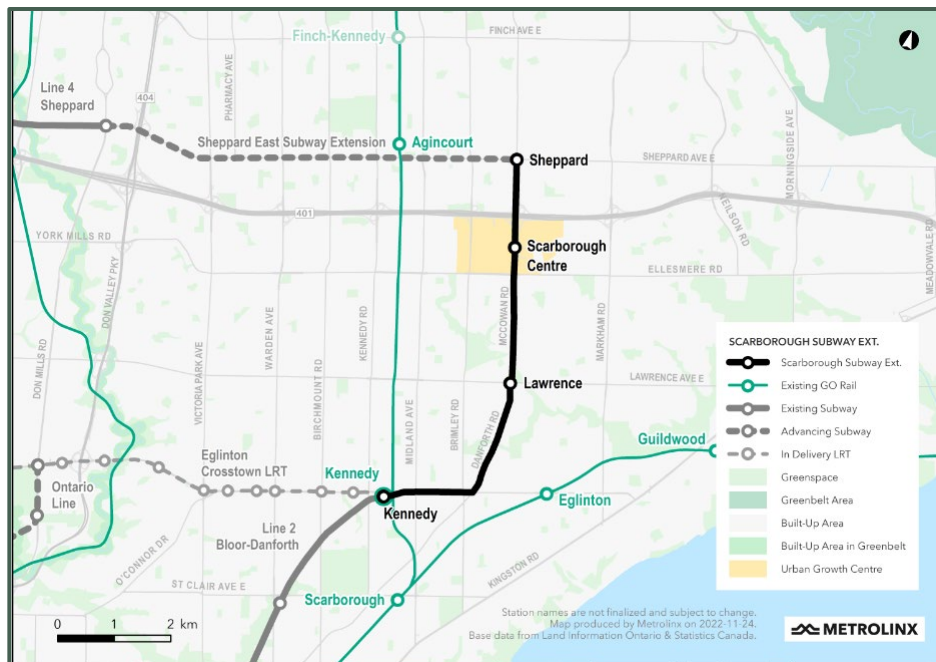 Finch-Kennedy
FINCH AVE E
Line 4
Sheppard
404
PHARMACY AVE
Sheppard East Subway Extension
Agincourt
Sheppard
SHEPPARD AVE E
MORNINGSIDE AVE
NEILSON RD
MEADOWVALE RD
401
YORK MILLS RD
DON VALLEY PKY
Scarborough
Centre
ELLESMERE RD
DON MILLS RD
VICTORIA PARK AVE
WARDEN AVE
BIRCHMOUNT RD
KENNEDY RD
MIDLAND AVE
BRIMLEY RD
MCCOWAN RD
DANFORTH RD
MARKHAM RD
Lawrence
LAWRENCE AVE E
Guildwood
Eglinton
Crosstown LRT
Kennedy
Kennedy
Eglinton
Ontario
Line
Line 2
Bloor-Danforth
O'CONNOR DR
ST CLAIR AVE E
Scarborough
KINGSTON RD
SCARBOROUGH SUBWAY EXT.
Scarborough Subway Ext.
Existing GO Rail
Existing Subway
Advancing Subway
In Delivery LRT
Greenspace
Greenbelt Area
Built-Up Area
Built-Up Area in Greenbelt
Urban Growth Centre
0 1 2 km
Station names are not finalized and subject to change.
Map produced by Metrolinx on 2022-11-24.
Base data from Land Information Ontario & Statistics Canada.
METROLINX